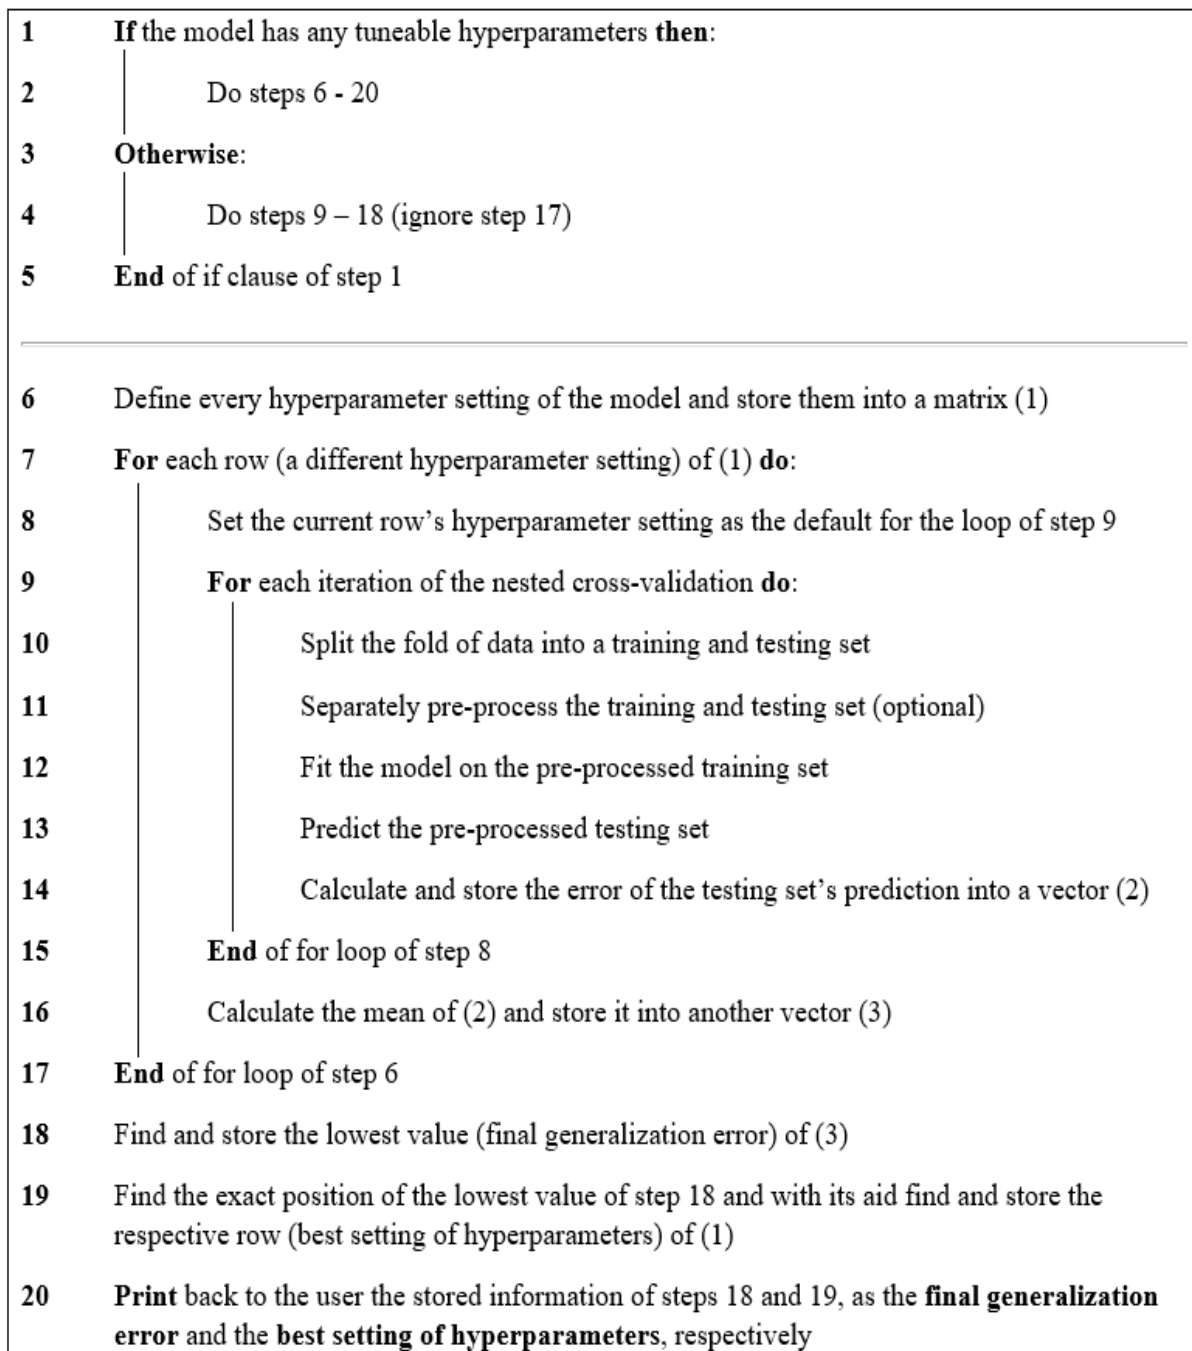 1 If the model has any tuneable hyperparameters then:
2 Do steps 6 - 20
3 Otherwise:
4 Do steps 9 – 18 (ignore step 17)
5 End of if clause of step 1
6 Define every hyperparameter setting of the model and store them into a matrix (1)
7 For each row (a different hyperparameter setting) of (1) do:
8 Set the current row's hyperparameter setting as the default for the loop of step 9
9 For each iteration of the nested cross-validation do:
10 Split the fold of data into a training and testing set
11 Separately pre-process the training and testing set (optional)
12 Fit the model on the pre-processed training set
13 Predict the pre-processed testing set
14 Calculate and store the error of the testing set's prediction into a vector (2)
15 End of for loop of step 8
16 Calculate the mean of (2) and store it into another vector (3)
17 End of for loop of step 6
18 Find and store the lowest value (final generalization error) of (3)
19 Find the exact position of the lowest value of step 18 and with its aid find and store the
respective row (best setting of hyperparameters) of (1)
20 Print back to the user the stored information of steps 18 and 19, as the final generalization
error and the best setting of hyperparameters, respectively